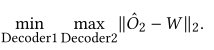 min max ‖Ô₂ − W‖₂.
Decoder1 Decoder2